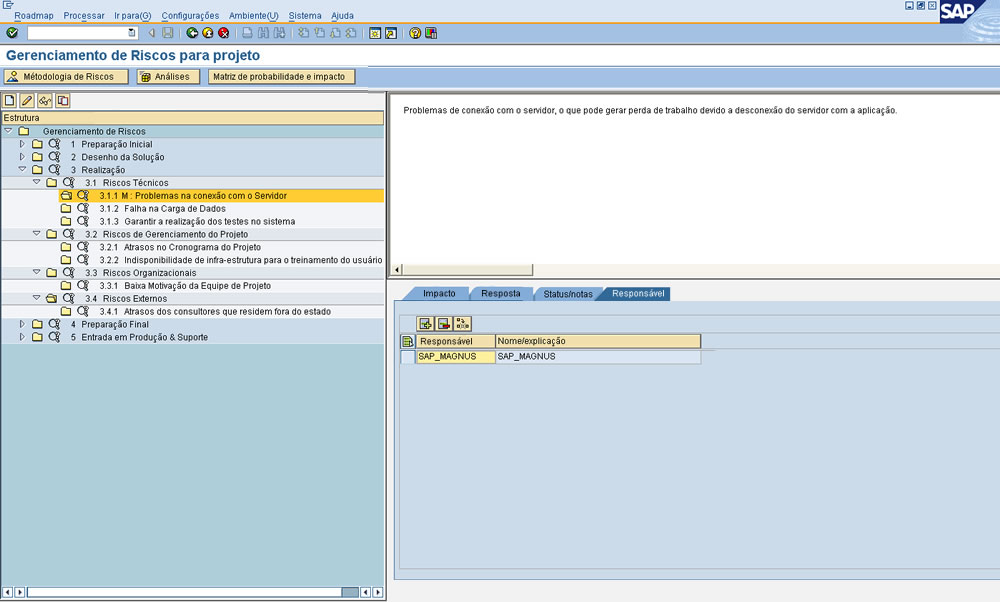 Roadmap Processar Ir para(G) Configurações Ambiente(U) Sistema Ajuda
SAP
Gerenciamento de Riscos para projeto
Métodologia de Riscos Análises Matriz de probabilidade e impacto
Estrutura
Gerenciamento de Riscos
1 Preparação Inicial
2 Desenho da Solução
3 Realização
3.1 Riscos Técnicos
3.1.1 M : Problemas na conexão com o Servidor
3.1.2 Falha na Carga de Dados
3.1.3 Garantir a realização dos testes no sistema
3.2 Riscos de Gerenciamento do Projeto
3.2.1 Atrasos no Cronograma do Projeto
3.2.2 Indisponibilidade de infra-estrutura para o treinamento do usuário
3.3 Riscos Organizacionais
3.3.1 Baixa Motivação da Equipe de Projeto
3.4 Riscos Externos
3.4.1 Atrasos dos consultores que residem fora do estado
4 Preparação Final
5 Entrada em Produção & Suporte
Problemas de conexão com o servidor, o que pode gerar perda de trabalho devido a desconexão do servidor com a aplicação.
Impacto Resposta Status/notas Responsável
Responsável Nome/explicação
SAP_MAGNUS SAP_MAGNUS